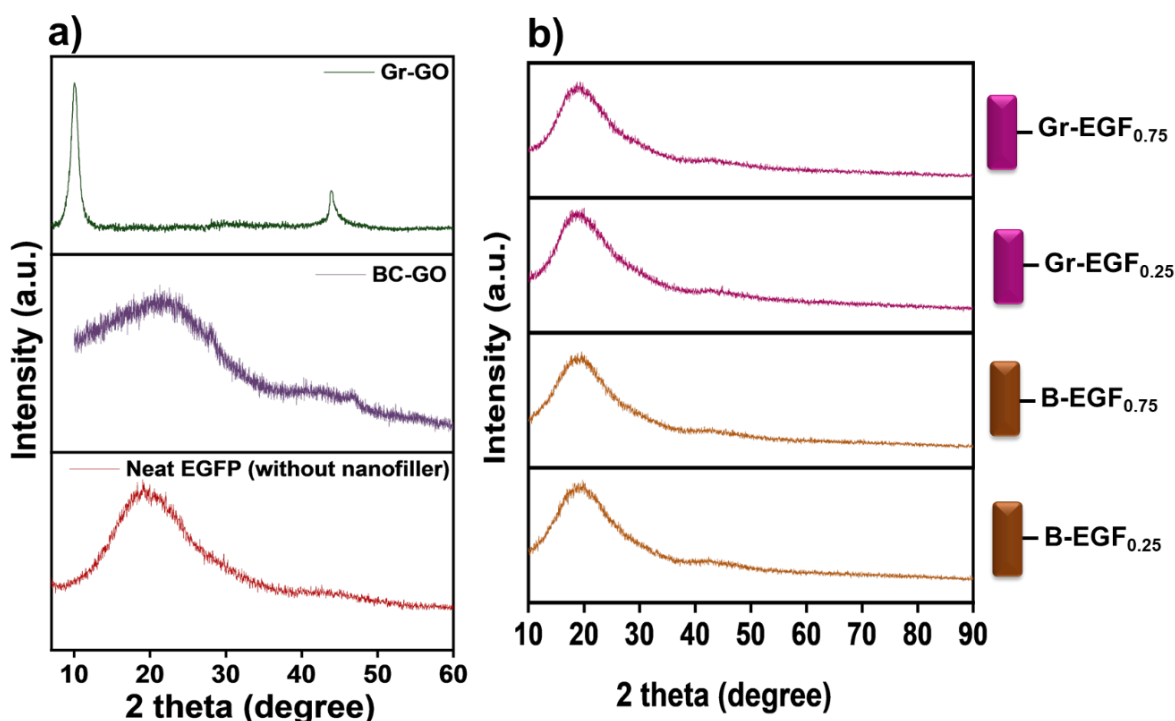 a)
Gr-GO
BC-GO
Neat EGFP (without nanofiller)
Intensity (a.u.)
10 20 30 40 50 60
2 theta (degree)
b)
Gr-EGF0.75
Gr-EGF0.25
B-EGF0.75
B-EGF0.25
Intensity (a.u.)
10 20 30 40 50 60 70 80 90
2 theta (degree)